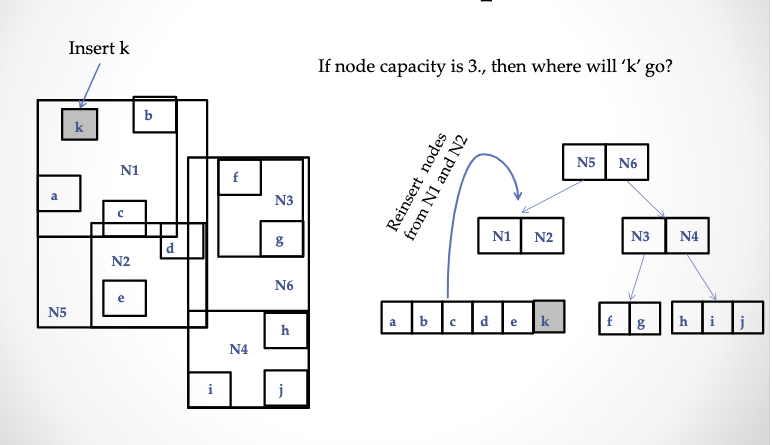 Insert k
If node capacity is 3., then where will ‘k’ go?
k
b
N1
a
c
d
N2
e
N5
f
N3
g
N6
h
N4
i
j
Reinsert nodes
from N1 and N2
N5 N6
N1 N2
N3 N4
a b c d e k
f g
h i j